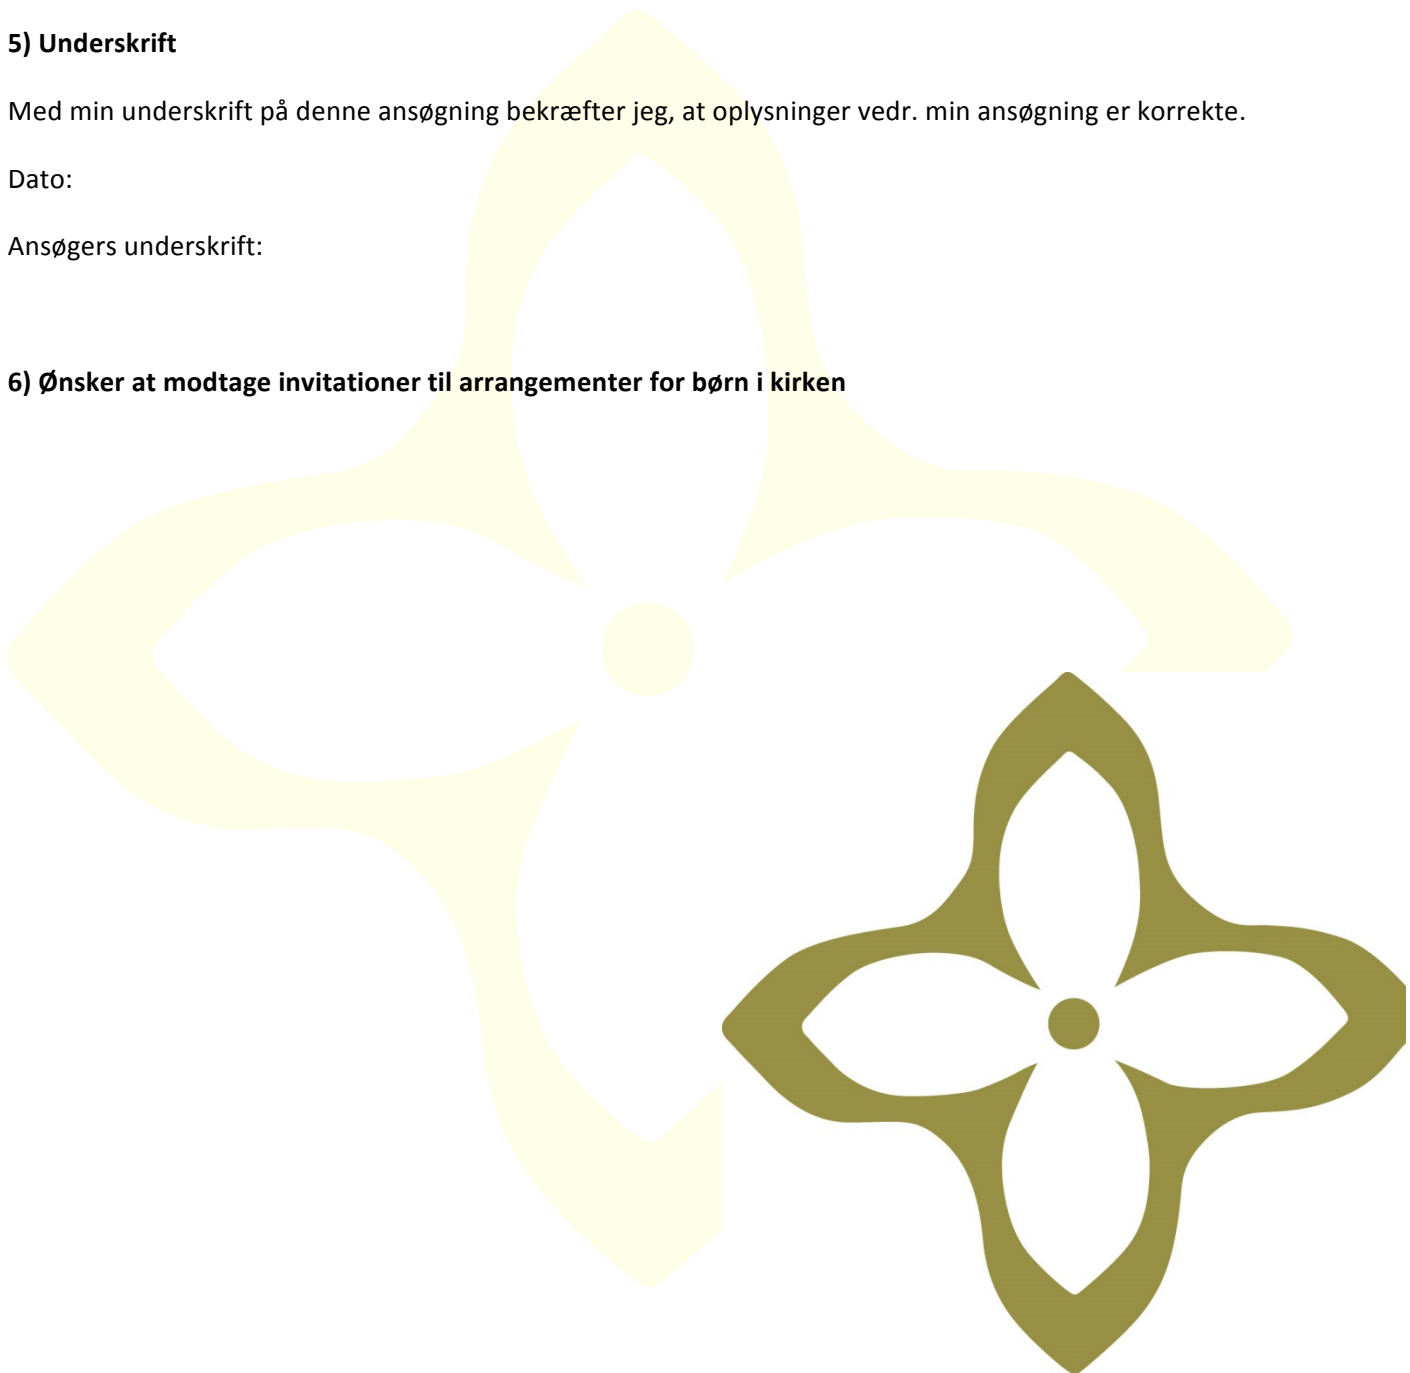 5) Underskrift
Med min underskrift på denne ansøgning bekræfter jeg, at oplysninger vedr. min ansøgning er korrekte.
Dato:
Ansøgers underskrift:
6) Ønsker at modtage invitationer til arrangementer for børn i kirken